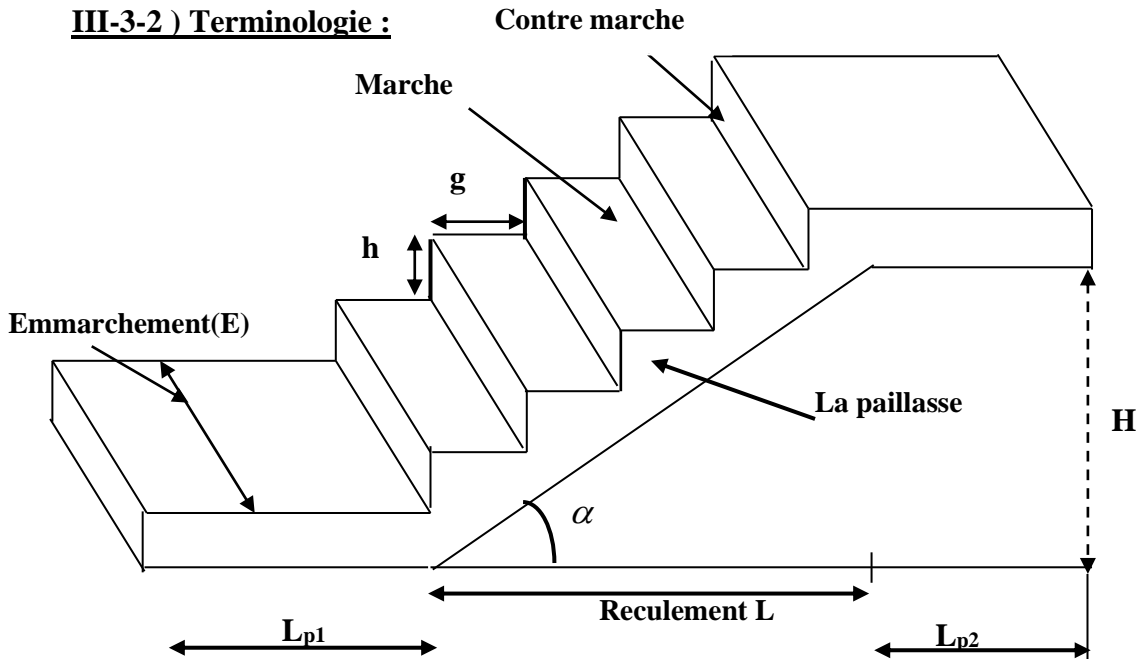 III-3-2 ) Terminologie :
Contre marche
Marche
g
h
Emmarchement(E)
La paillasse
H
α
Reculement L
Lp1
Lp2